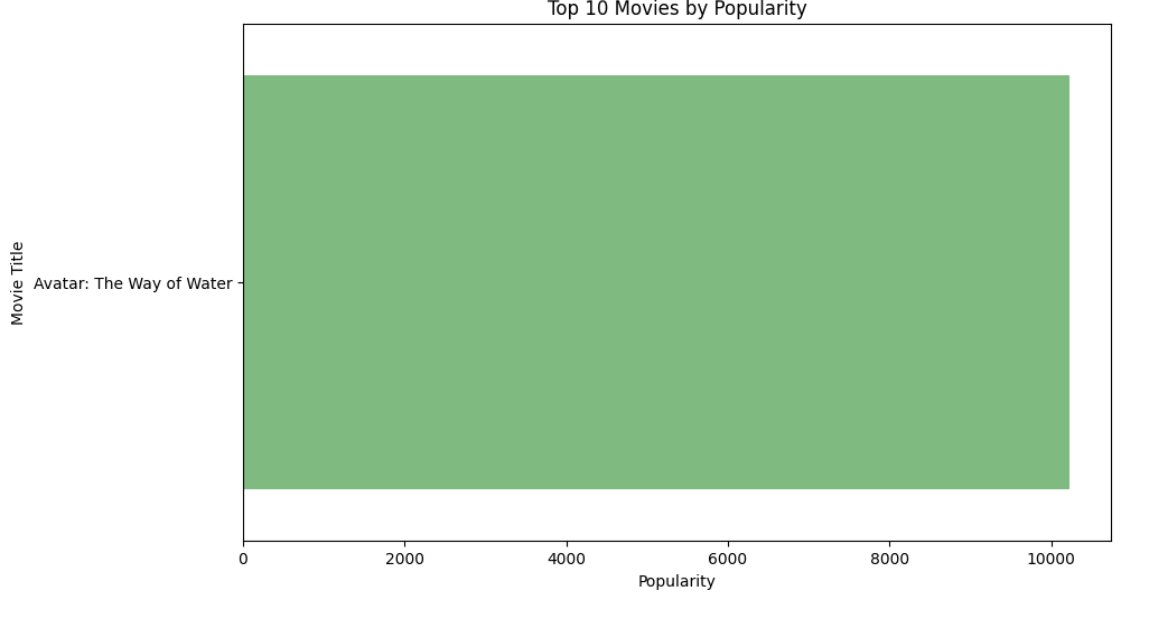 Top 10 Movies by Popularity
Movie Title
Avatar: The Way of Water
0 2000 4000 6000 8000 10000
Popularity